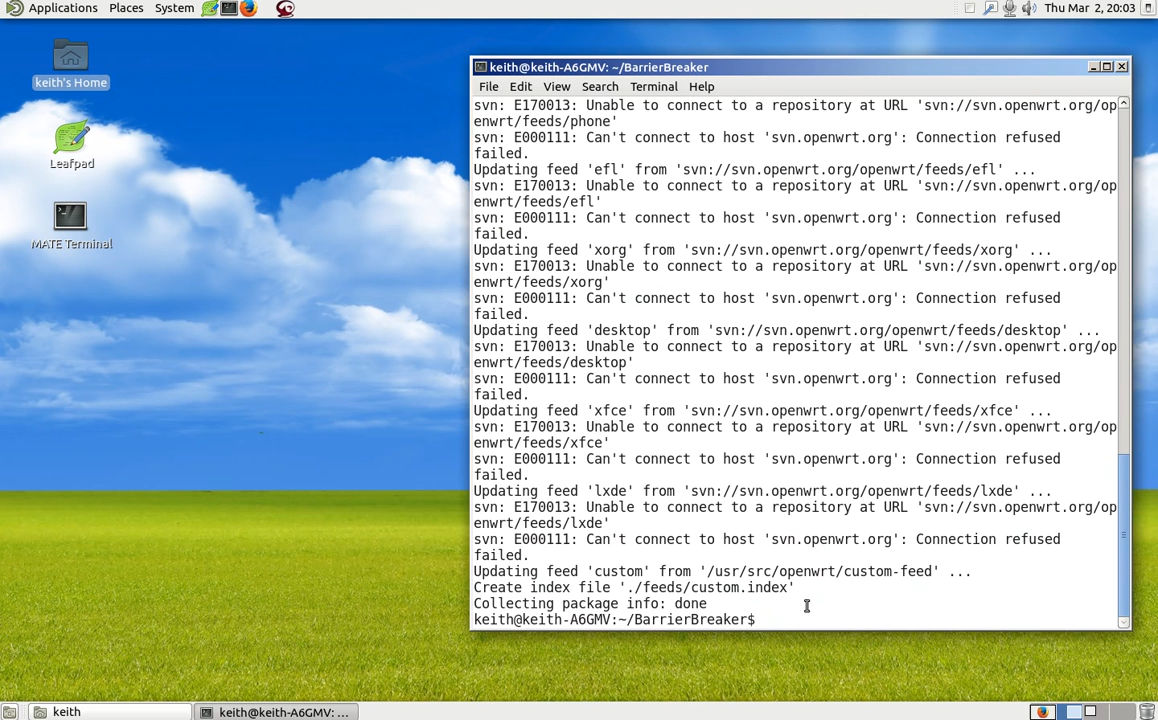 Applications Places System
Thu Mar 2, 20:03
keith's Home
Leafpad
MATE Terminal
keith@keith-A6GMV: ~/BarrierBreaker
File Edit View Search Terminal Help
svn: E170013: Unable to connect to a repository at URL 'svn://svn.openwrt.org/op
enwrt/feeds/phone'
svn: E000111: Can't connect to host 'svn.openwrt.org': Connection refused
failed.
Updating feed 'efl' from 'svn://svn.openwrt.org/openwrt/feeds/efl' ...
svn: E170013: Unable to connect to a repository at URL 'svn://svn.openwrt.org/op
enwrt/feeds/efl'
svn: E000111: Can't connect to host 'svn.openwrt.org': Connection refused
failed.
Updating feed 'xorg' from 'svn://svn.openwrt.org/openwrt/feeds/xorg' ...
svn: E170013: Unable to connect to a repository at URL 'svn://svn.openwrt.org/op
enwrt/feeds/xorg'
svn: E000111: Can't connect to host 'svn.openwrt.org': Connection refused
failed.
Updating feed 'desktop' from 'svn://svn.openwrt.org/openwrt/feeds/desktop' ...
svn: E170013: Unable to connect to a repository at URL 'svn://svn.openwrt.org/op
enwrt/feeds/desktop'
svn: E000111: Can't connect to host 'svn.openwrt.org': Connection refused
failed.
Updating feed 'xfce' from 'svn://svn.openwrt.org/openwrt/feeds/xfce' ...
svn: E170013: Unable to connect to a repository at URL 'svn://svn.openwrt.org/op
enwrt/feeds/xfce'
svn: E000111: Can't connect to host 'svn.openwrt.org': Connection refused
failed.
Updating feed 'lxde' from 'svn://svn.openwrt.org/openwrt/feeds/lxde' ...
svn: E170013: Unable to connect to a repository at URL 'svn://svn.openwrt.org/op
enwrt/feeds/lxde'
svn: E000111: Can't connect to host 'svn.openwrt.org': Connection refused
failed.
Updating feed 'custom' from '/usr/src/openwrt/custom-feed' ...
Create index file './feeds/custom.index'
Collecting package info: done
keith@keith-A6GMV:~/BarrierBreaker$
keith
keith@keith-A6GMV: ...